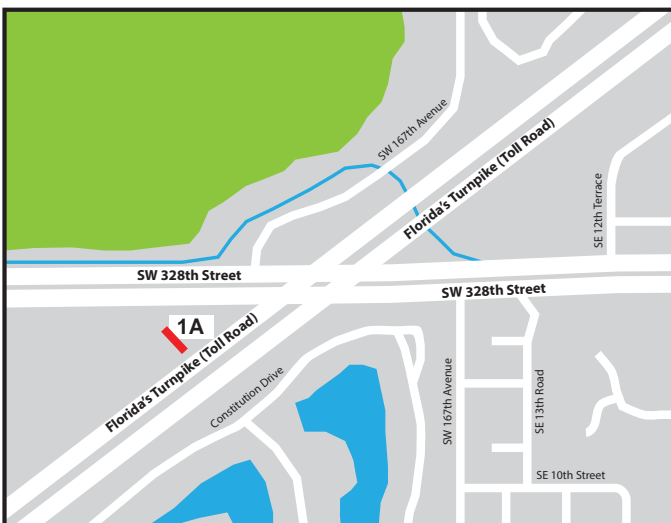 SW 167th Avenue
Florida's Turnpike (Toll Road)
SE 12th Terrace
SW 328th Street
SW 328th Street
1A
Florida's Turnpike (Toll Road)
Constitution Drive
SW 167th Avenue
SE 13th Road
SE 10th Street